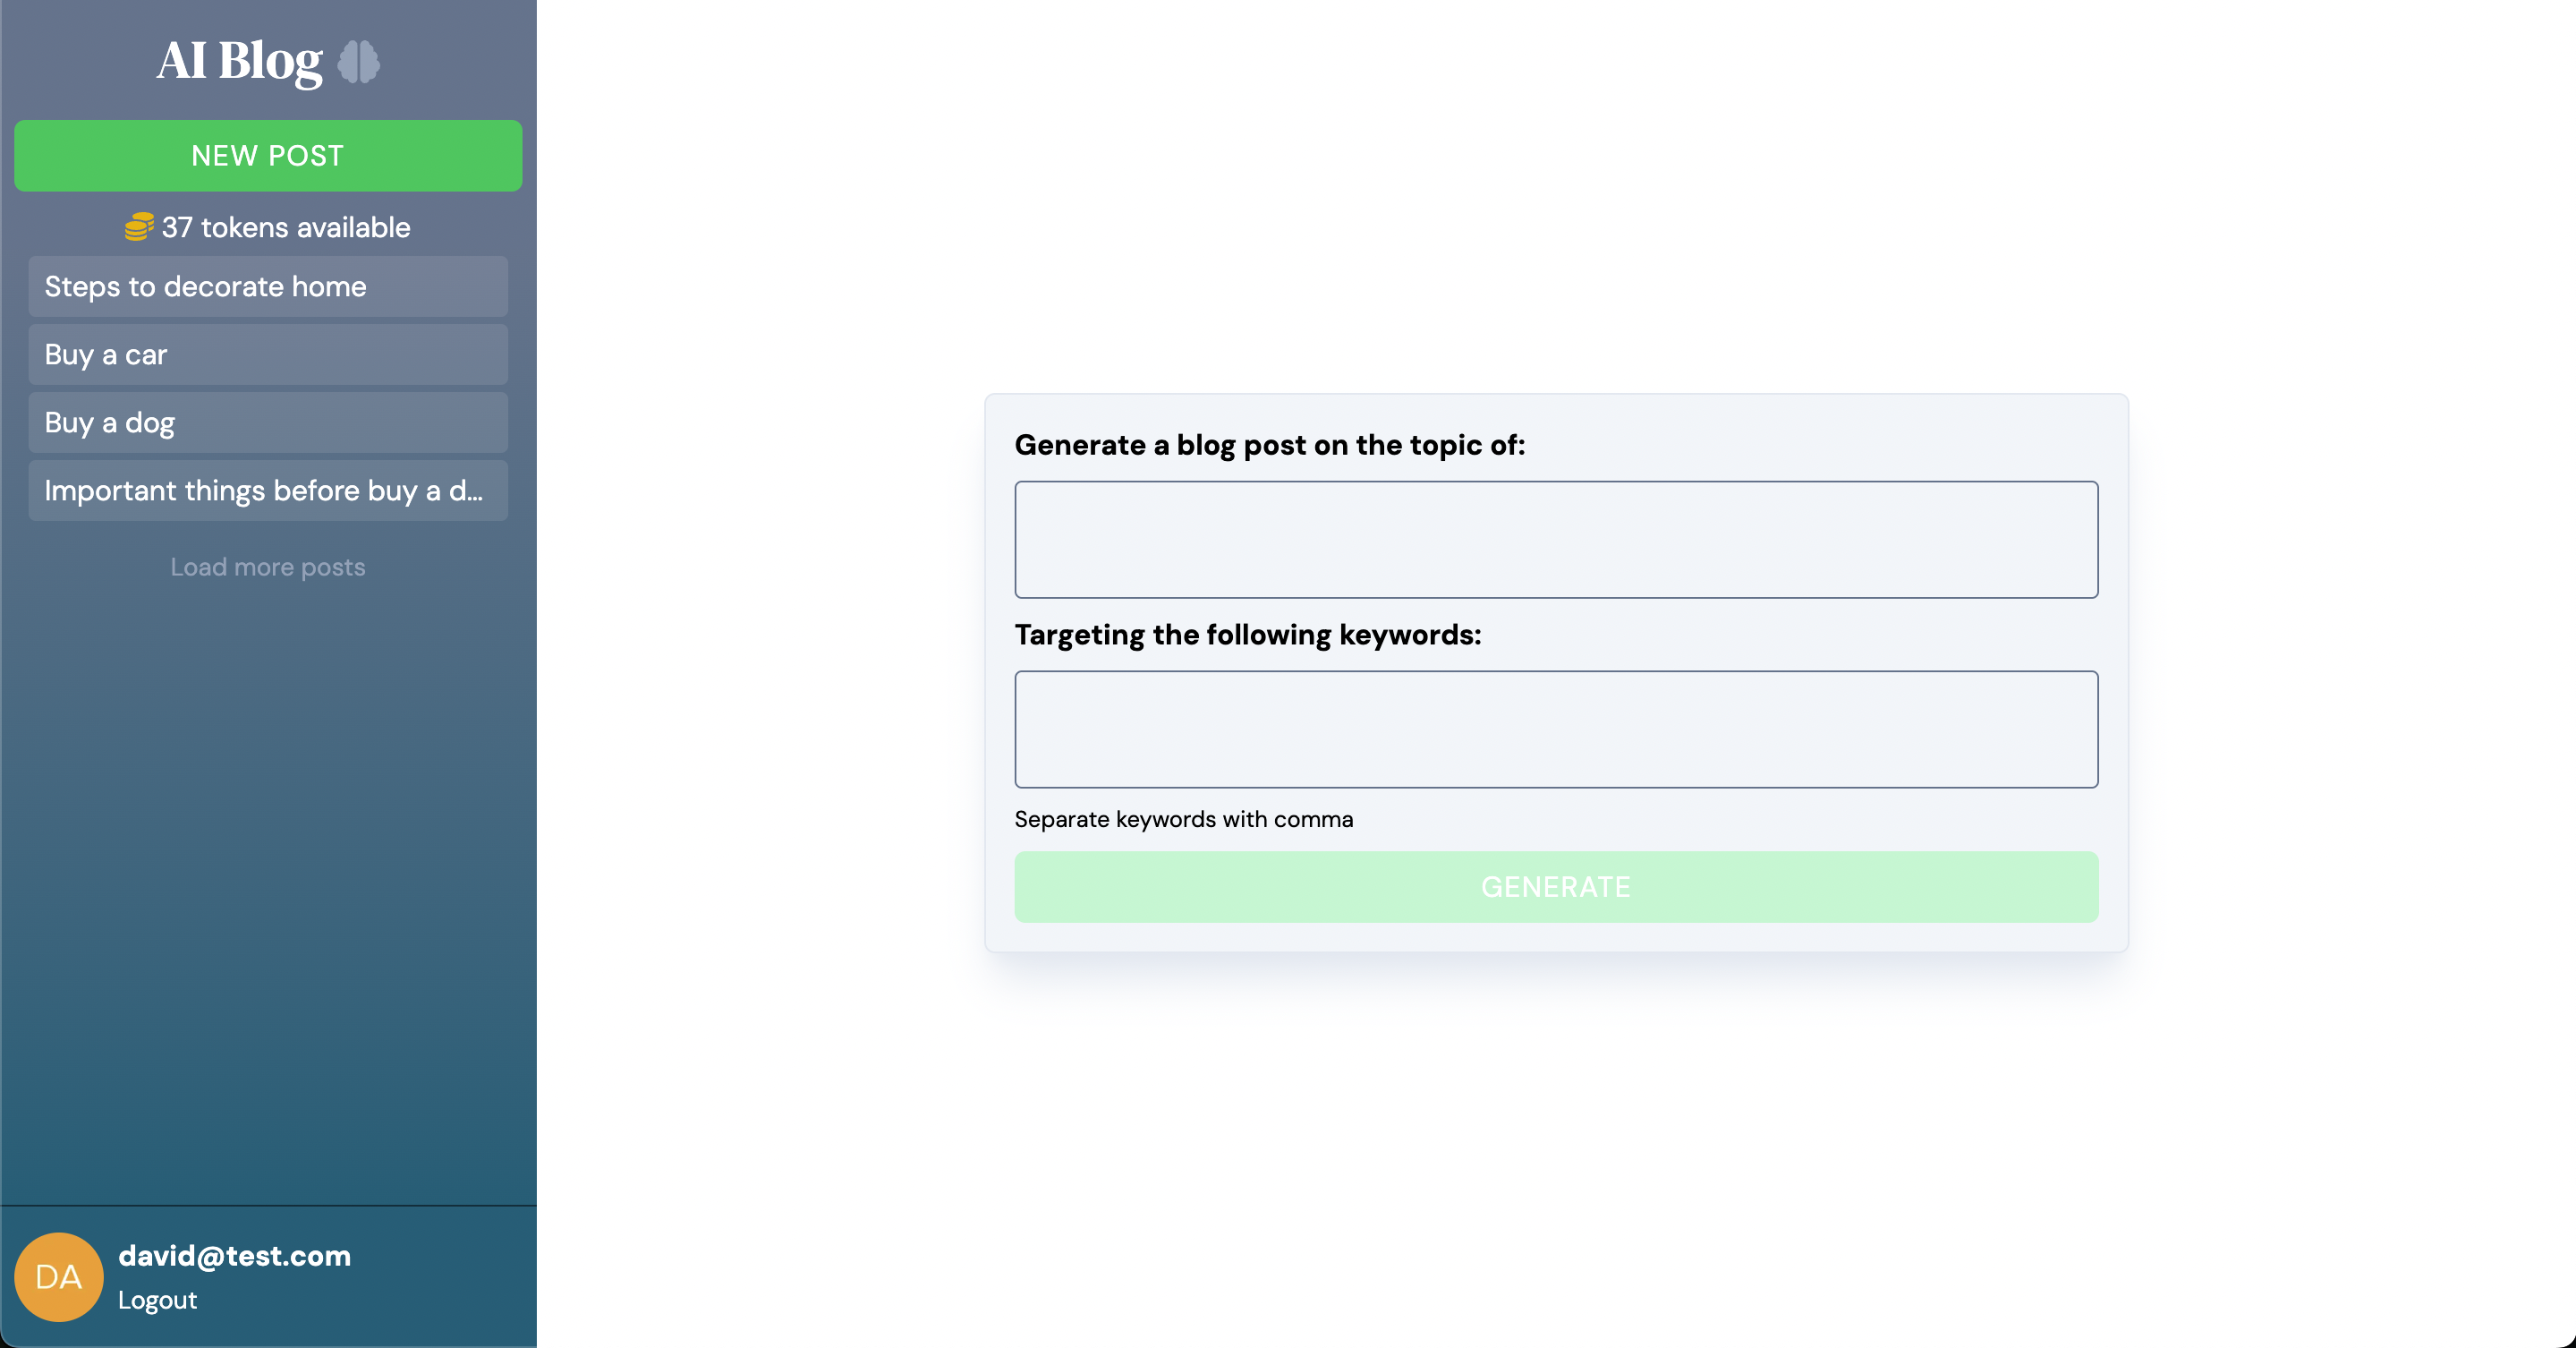 AI Blog
NEW POST
37 tokens available
Steps to decorate home
Buy a car
Buy a dog
Important things before buy a d...
Load more posts
david@test.com
DA
Logout
Generate a blog post on the topic of:
Targeting the following keywords:
Separate keywords with comma
GENERATE